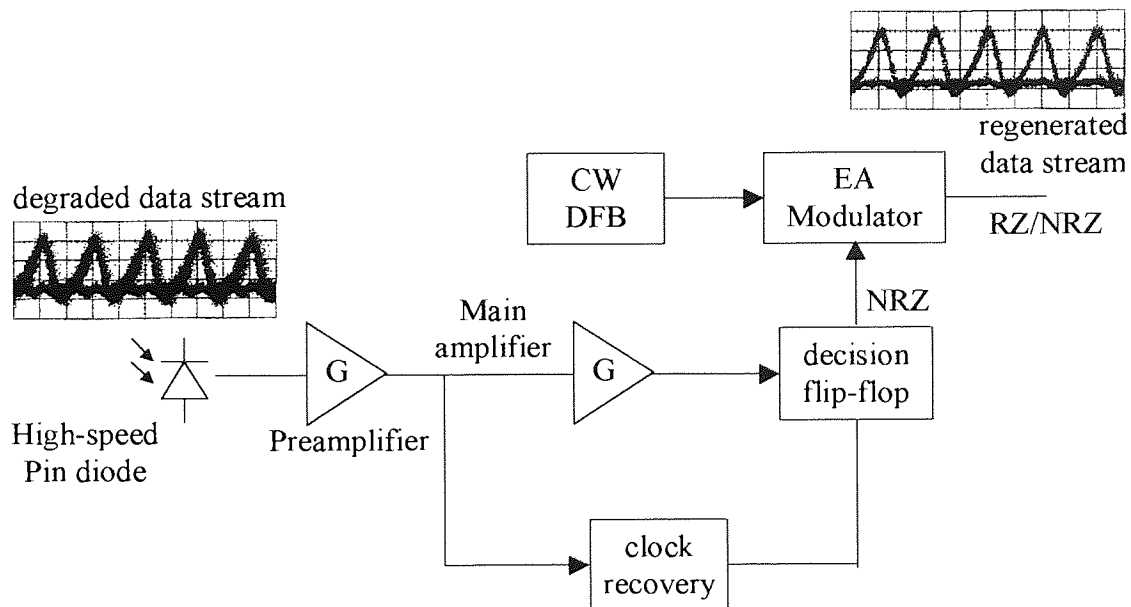 regenerated
data stream
CW
DFB
EA
Modulator
RZ/NRZ
degraded data stream
NRZ
Main
amplifier
G
G
decision
flip-flop
High-speed
Pin diode
Preamplifier
clock
recovery